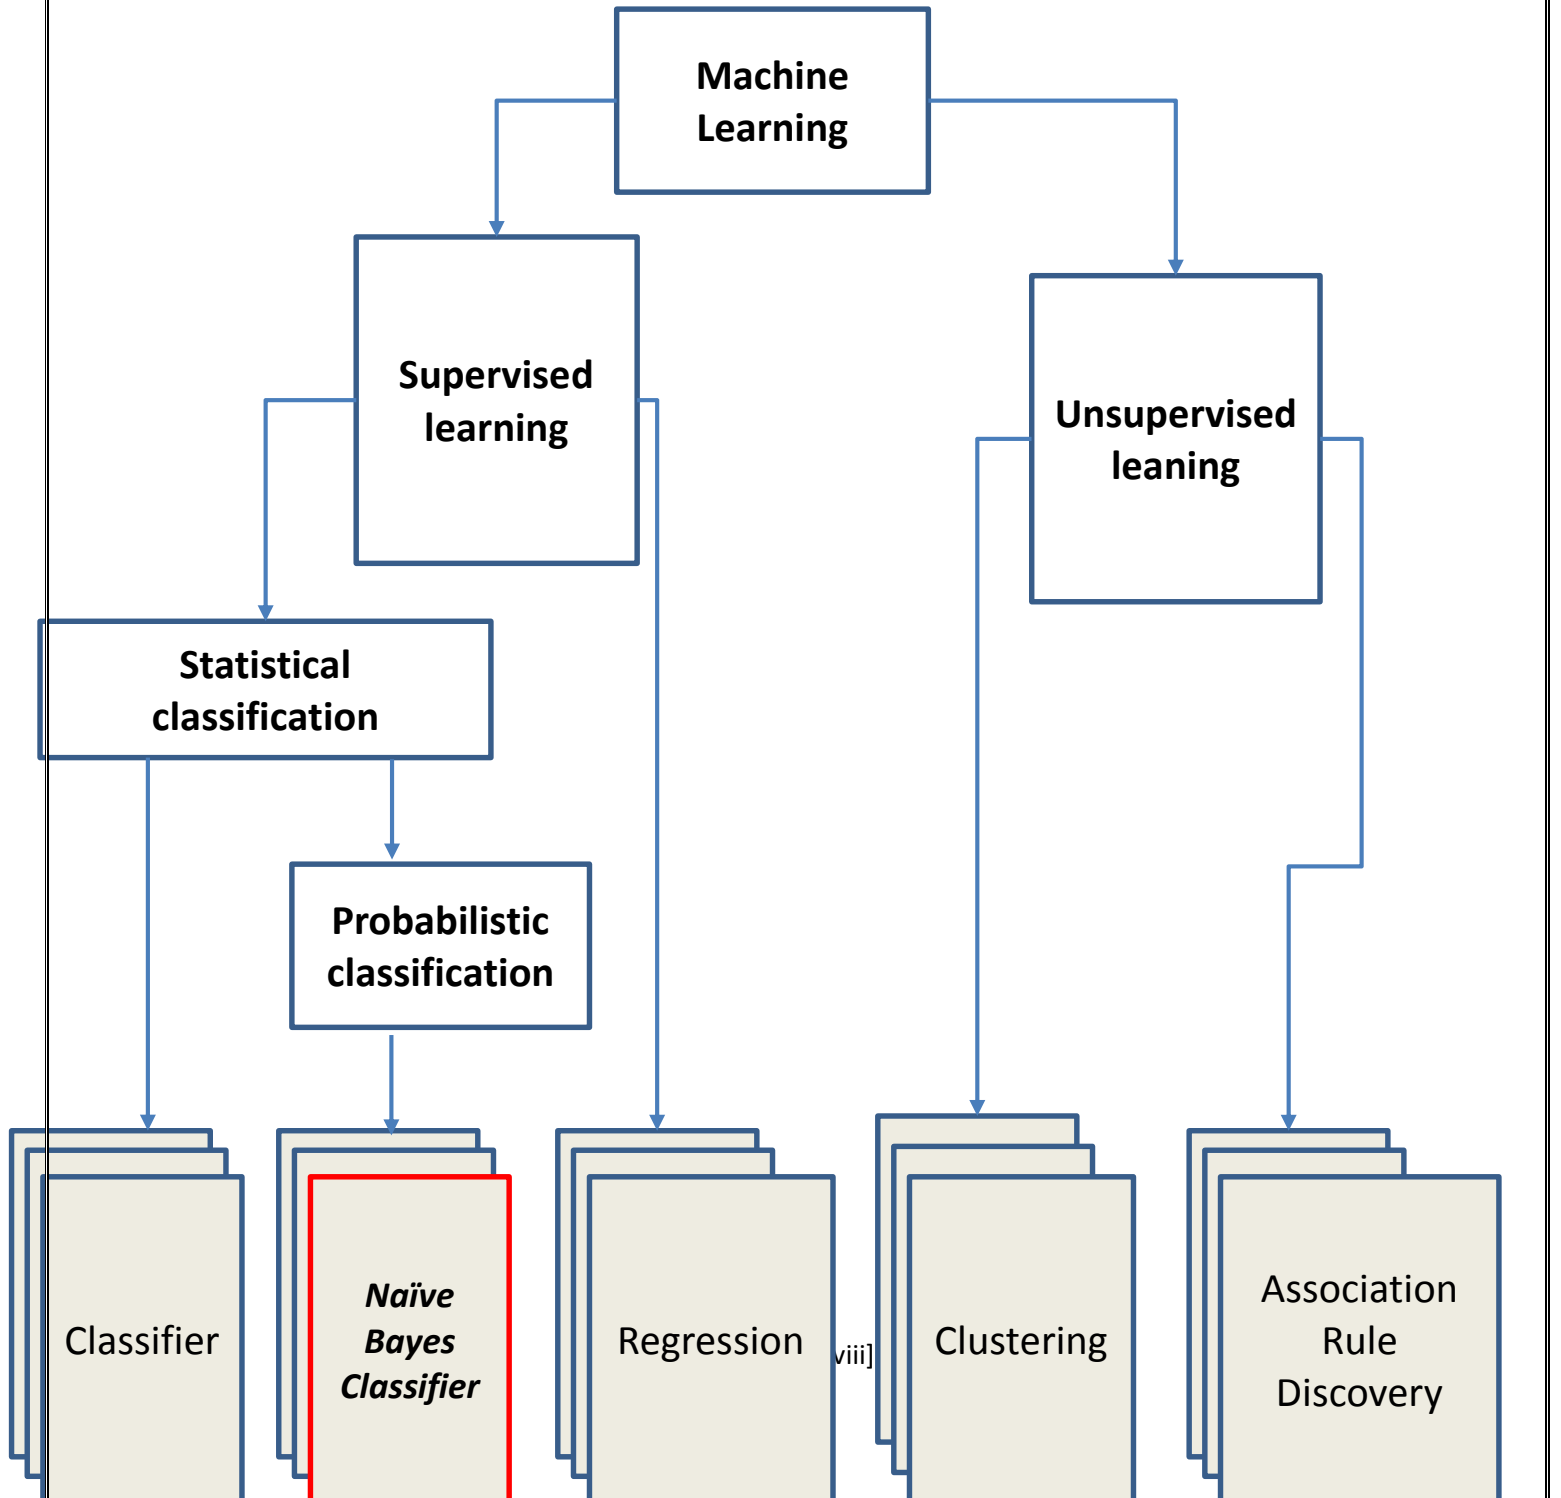 Machine
Learning
Supervised
learning
Unsupervised
leaning
Statistical
classification
Probabilistic
classification
Classifier
Naïve
Bayes
Classifier
Regression
viii]
Clustering
Association
Rule
Discovery